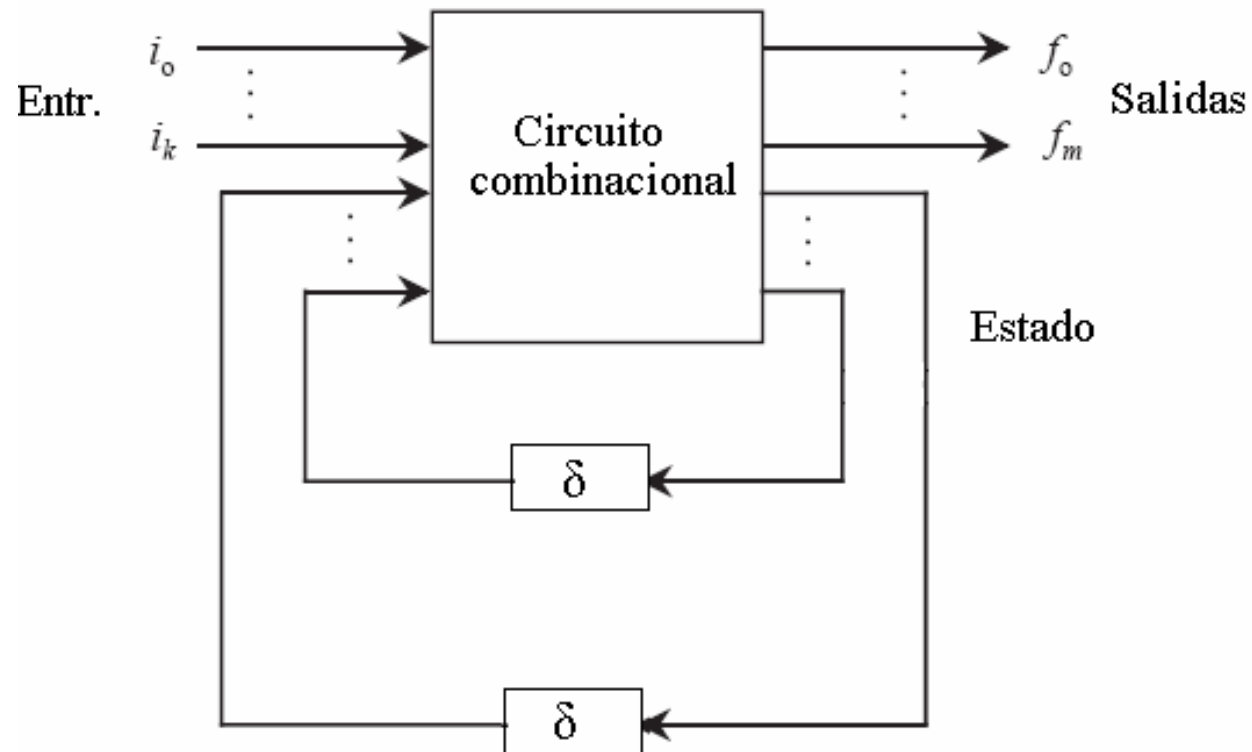 i₀
Entr.
iₖ
Circuito
combinacional
f₀
Salidas
fₘ
Estado
δ
δ